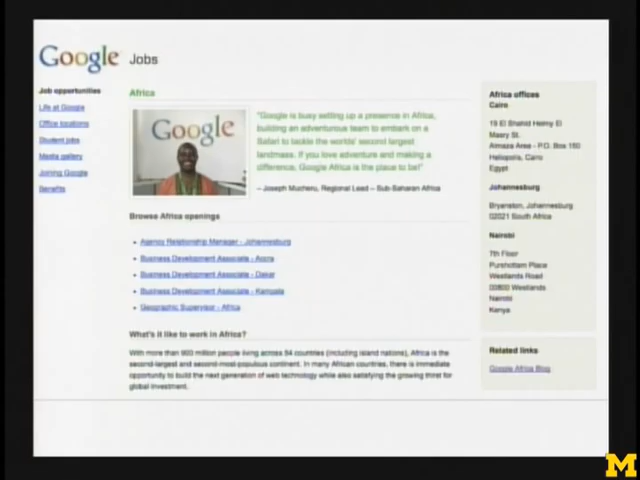 Google Jobs
Job opportunities
Life at Google
Office locations
Student jobs
Media gallery
Joining Google
Benefits
Africa
Google
"Google is busy setting up a presence in Africa,
building an adventurous team to embark on a
Safari to tackle the worlds' second largest
landmass. If you love adventure and making a
difference, Google Africa is the place to be!"
– Joseph Mucheru, Regional Lead – Sub-Saharan Africa
Browse Africa openings
Agency Relationship Manager - Johannesburg
Business Development Associate - Accra
Business Development Associate - Dakar
Business Development Associate - Kampala
Geographic Supervisor - Africa
What's it like to work in Africa?
With more than 900 million people living across 54 countries (including island nations), Africa is the
second-largest and second-most-populous continent. In many African countries, there is immediate
opportunity to build the next generation of web technology while also satisfying the growing thirst for
global investment.
Africa offices
Cairo
El Shahid Helmy El
Masry St.
Almaza Area - P.O. Box 150
Heliopolis, Cairo
Egypt
Johannesburg
Bryanston, Johannesburg
02021 South Africa
Nairobi
7th Floor
Purshottam Place
Westlands Road
00800 Westlands
Nairobi
Kenya
Related links
Google Africa Blog
M